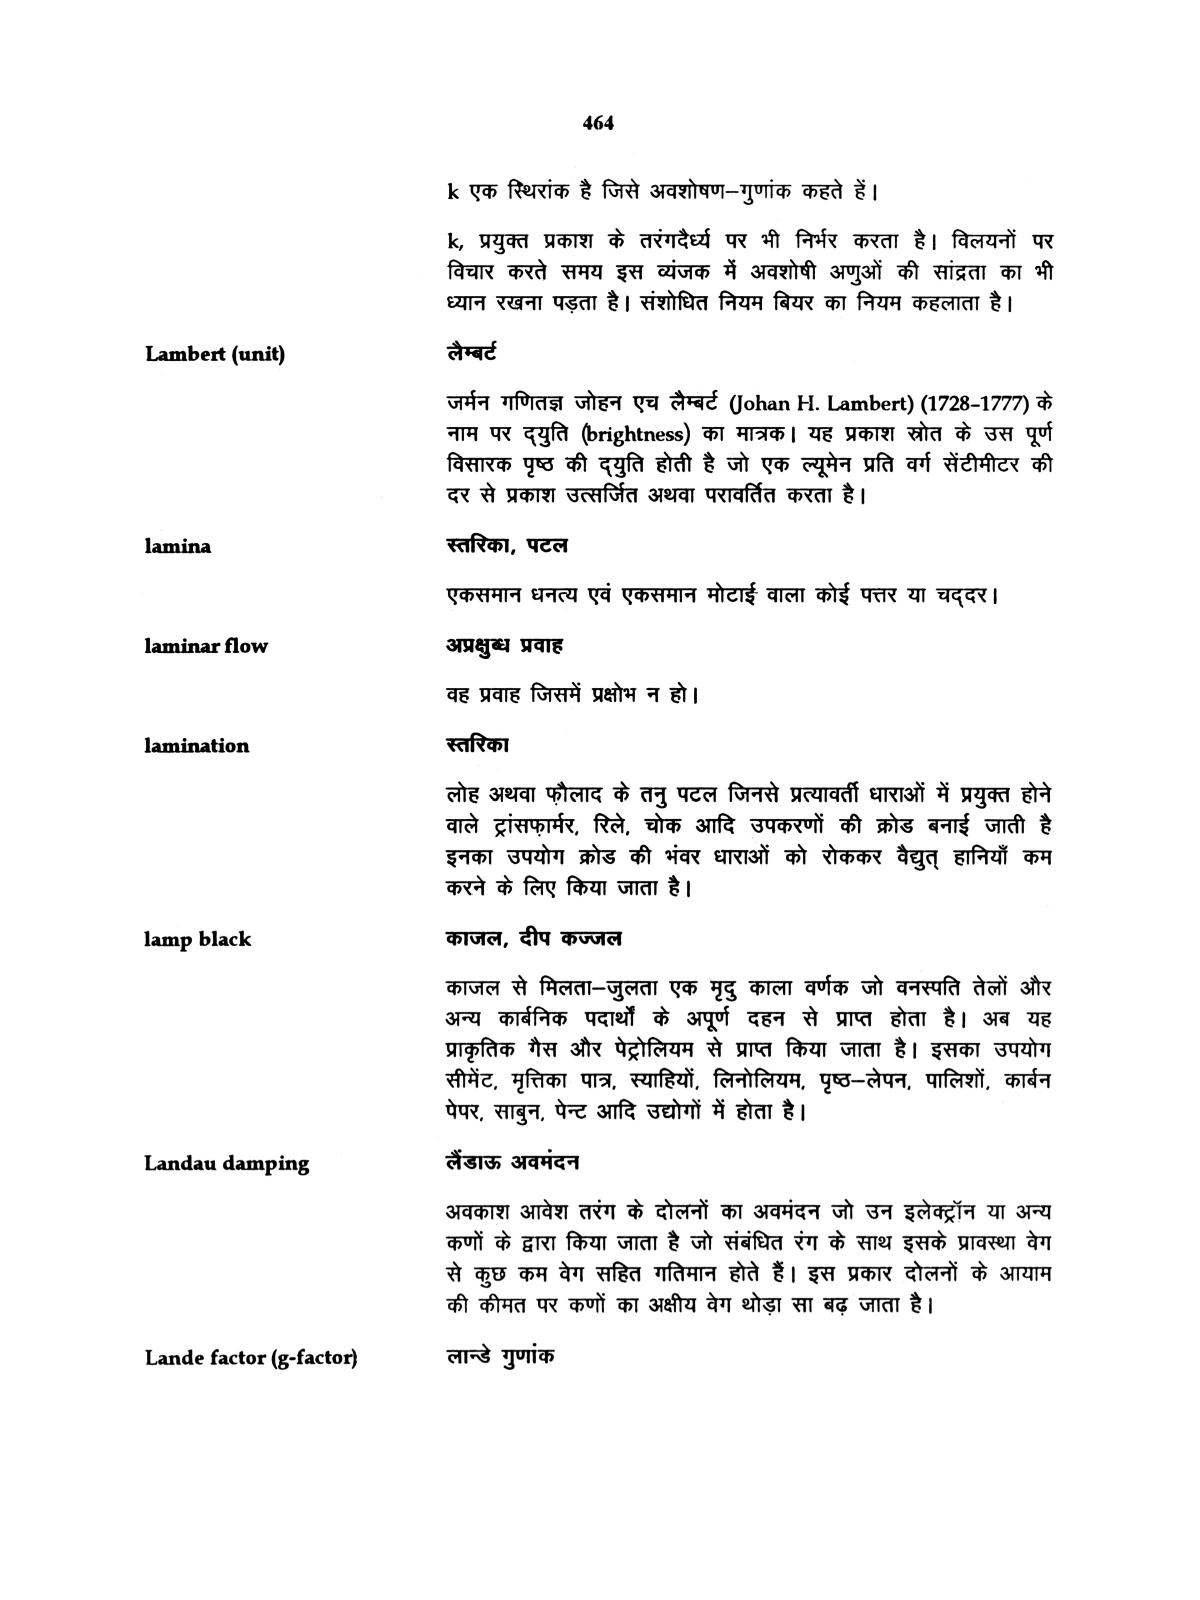 464
k एक स्थिरांक है जिसे अवशोषण–गुणांक कहते हें।
k, प्रयुक्त प्रकाश के तरंगदैर्ध्य पर भी निर्भर करता है। विलयनों पर
विचार करते समय इस व्यंजक में अवशोषी अणुओं की सांद्रता का भी
ध्यान रखना पड़ता है। संशोधित नियम बियर का नियम कहलाता है।
Lambert (unit) लैम्बर्ट
जर्मन गणितज्ञ जोहन एच लैम्बर्ट (Johan H. Lambert) (1728–1777) के
नाम पर द्युति (brightness) का मात्रक। यह प्रकाश स्रोत के उस पूर्ण
विसारक पृष्ठ की द्युति होती है जो एक ल्यूमेन प्रति वर्ग सेंटीमीटर की
दर से प्रकाश उत्सर्जित अथवा परावर्तित करता है।
lamina स्तरिका, पटल
एकसमान धनत्य एवं एकसमान मोटाई वाला कोई पत्तर या चद्दर।
laminar flow अप्रक्षुब्ध प्रवाह
वह प्रवाह जिसमें प्रक्षोभ न हो।
lamination स्तरिका
लोह अथवा फ़ौलाद के तनु पटल जिनसे प्रत्यावर्ती धाराओं में प्रयुक्त होने
वाले ट्रांसफ़ार्मर, रिले, चोक आदि उपकरणों की क्रोड बनाई जाती है
इनका उपयोग क्रोड की भंवर धाराओं को रोककर वैद्युत् हानियाँ कम
करने के लिए किया जाता है।
lamp black काजल, दीप कज्जल
काजल से मिलता–जुलता एक मृदु काला वर्णक जो वनस्पति तेलों और
अन्य कार्बनिक पदार्थों के अपूर्ण दहन से प्राप्त होता है। अब यह
प्राकृतिक गैस और पेट्रोलियम से प्राप्त किया जाता है। इसका उपयोग
सीमेंट, मृत्तिका पात्र, स्याहियों, लिनोलियम, पृष्ठ–लेपन, पालिशों, कार्बन
पेपर, साबुन, पेन्ट आदि उद्योगों में होता है।
Landau damping लैंडाऊ अवमंदन
अवकाश आवेश तरंग के दोलनों का अवमंदन जो उन इलेक्ट्रॉन या अन्य
कणों के द्वारा किया जाता है जो संबंधित रंग के साथ इसके प्रावस्था वेग
से कुछ कम वेग सहित गतिमान होते हैं। इस प्रकार दोलनों के आयाम
की कीमत पर कणों का अक्षीय वेग थोड़ा सा बढ़ जाता है।
Lande factor (g-factor) लान्डे गुणांक